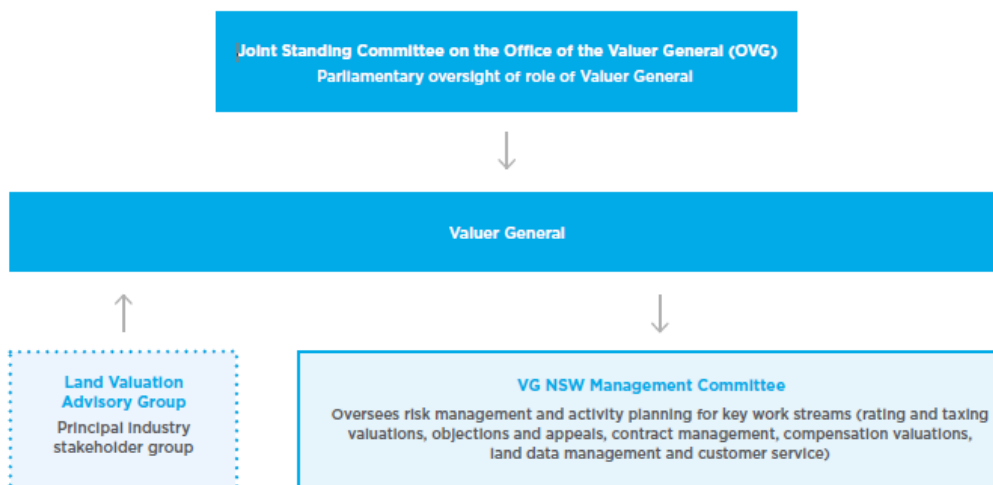 Joint Standing Committee on the Office of the Valuer General (OVG)
Parliamentary oversight of role of Valuer General
Valuer General
Land Valuation
Advisory Group
Principal industry
stakeholder group
VG NSW Management Committee
Oversees risk management and activity planning for key work streams (rating and taxing
valuations, objections and appeals, contract management, compensation valuations,
land data management and customer service)